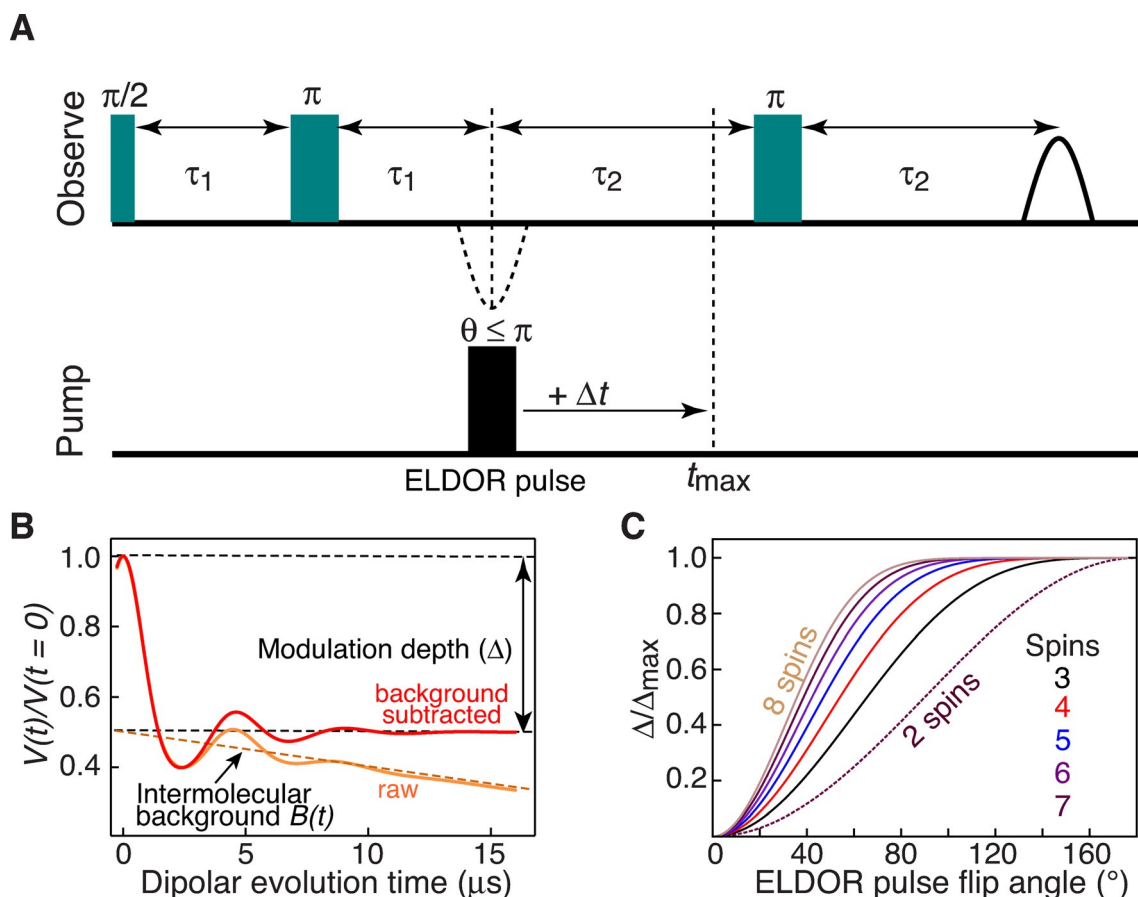 A
Observe
π/2
π
π
τ1
τ1
τ2
τ2
Pump
θ ≤ π
+ Δt
ELDOR pulse
tmax
B
V(t)/V(t = 0)
1.0
0.8
0.6
0.4
Modulation depth (Δ)
background
subtracted
Intermolecular
background B(t)
raw
0
5
10
15
Dipolar evolution time (μs)
C
Δ/Δmax
1.0
0.8
0.6
0.4
0.2
8 spins
2 spins
Spins
3
4
5
6
7
0
40
80
120
160
ELDOR pulse flip angle (°)